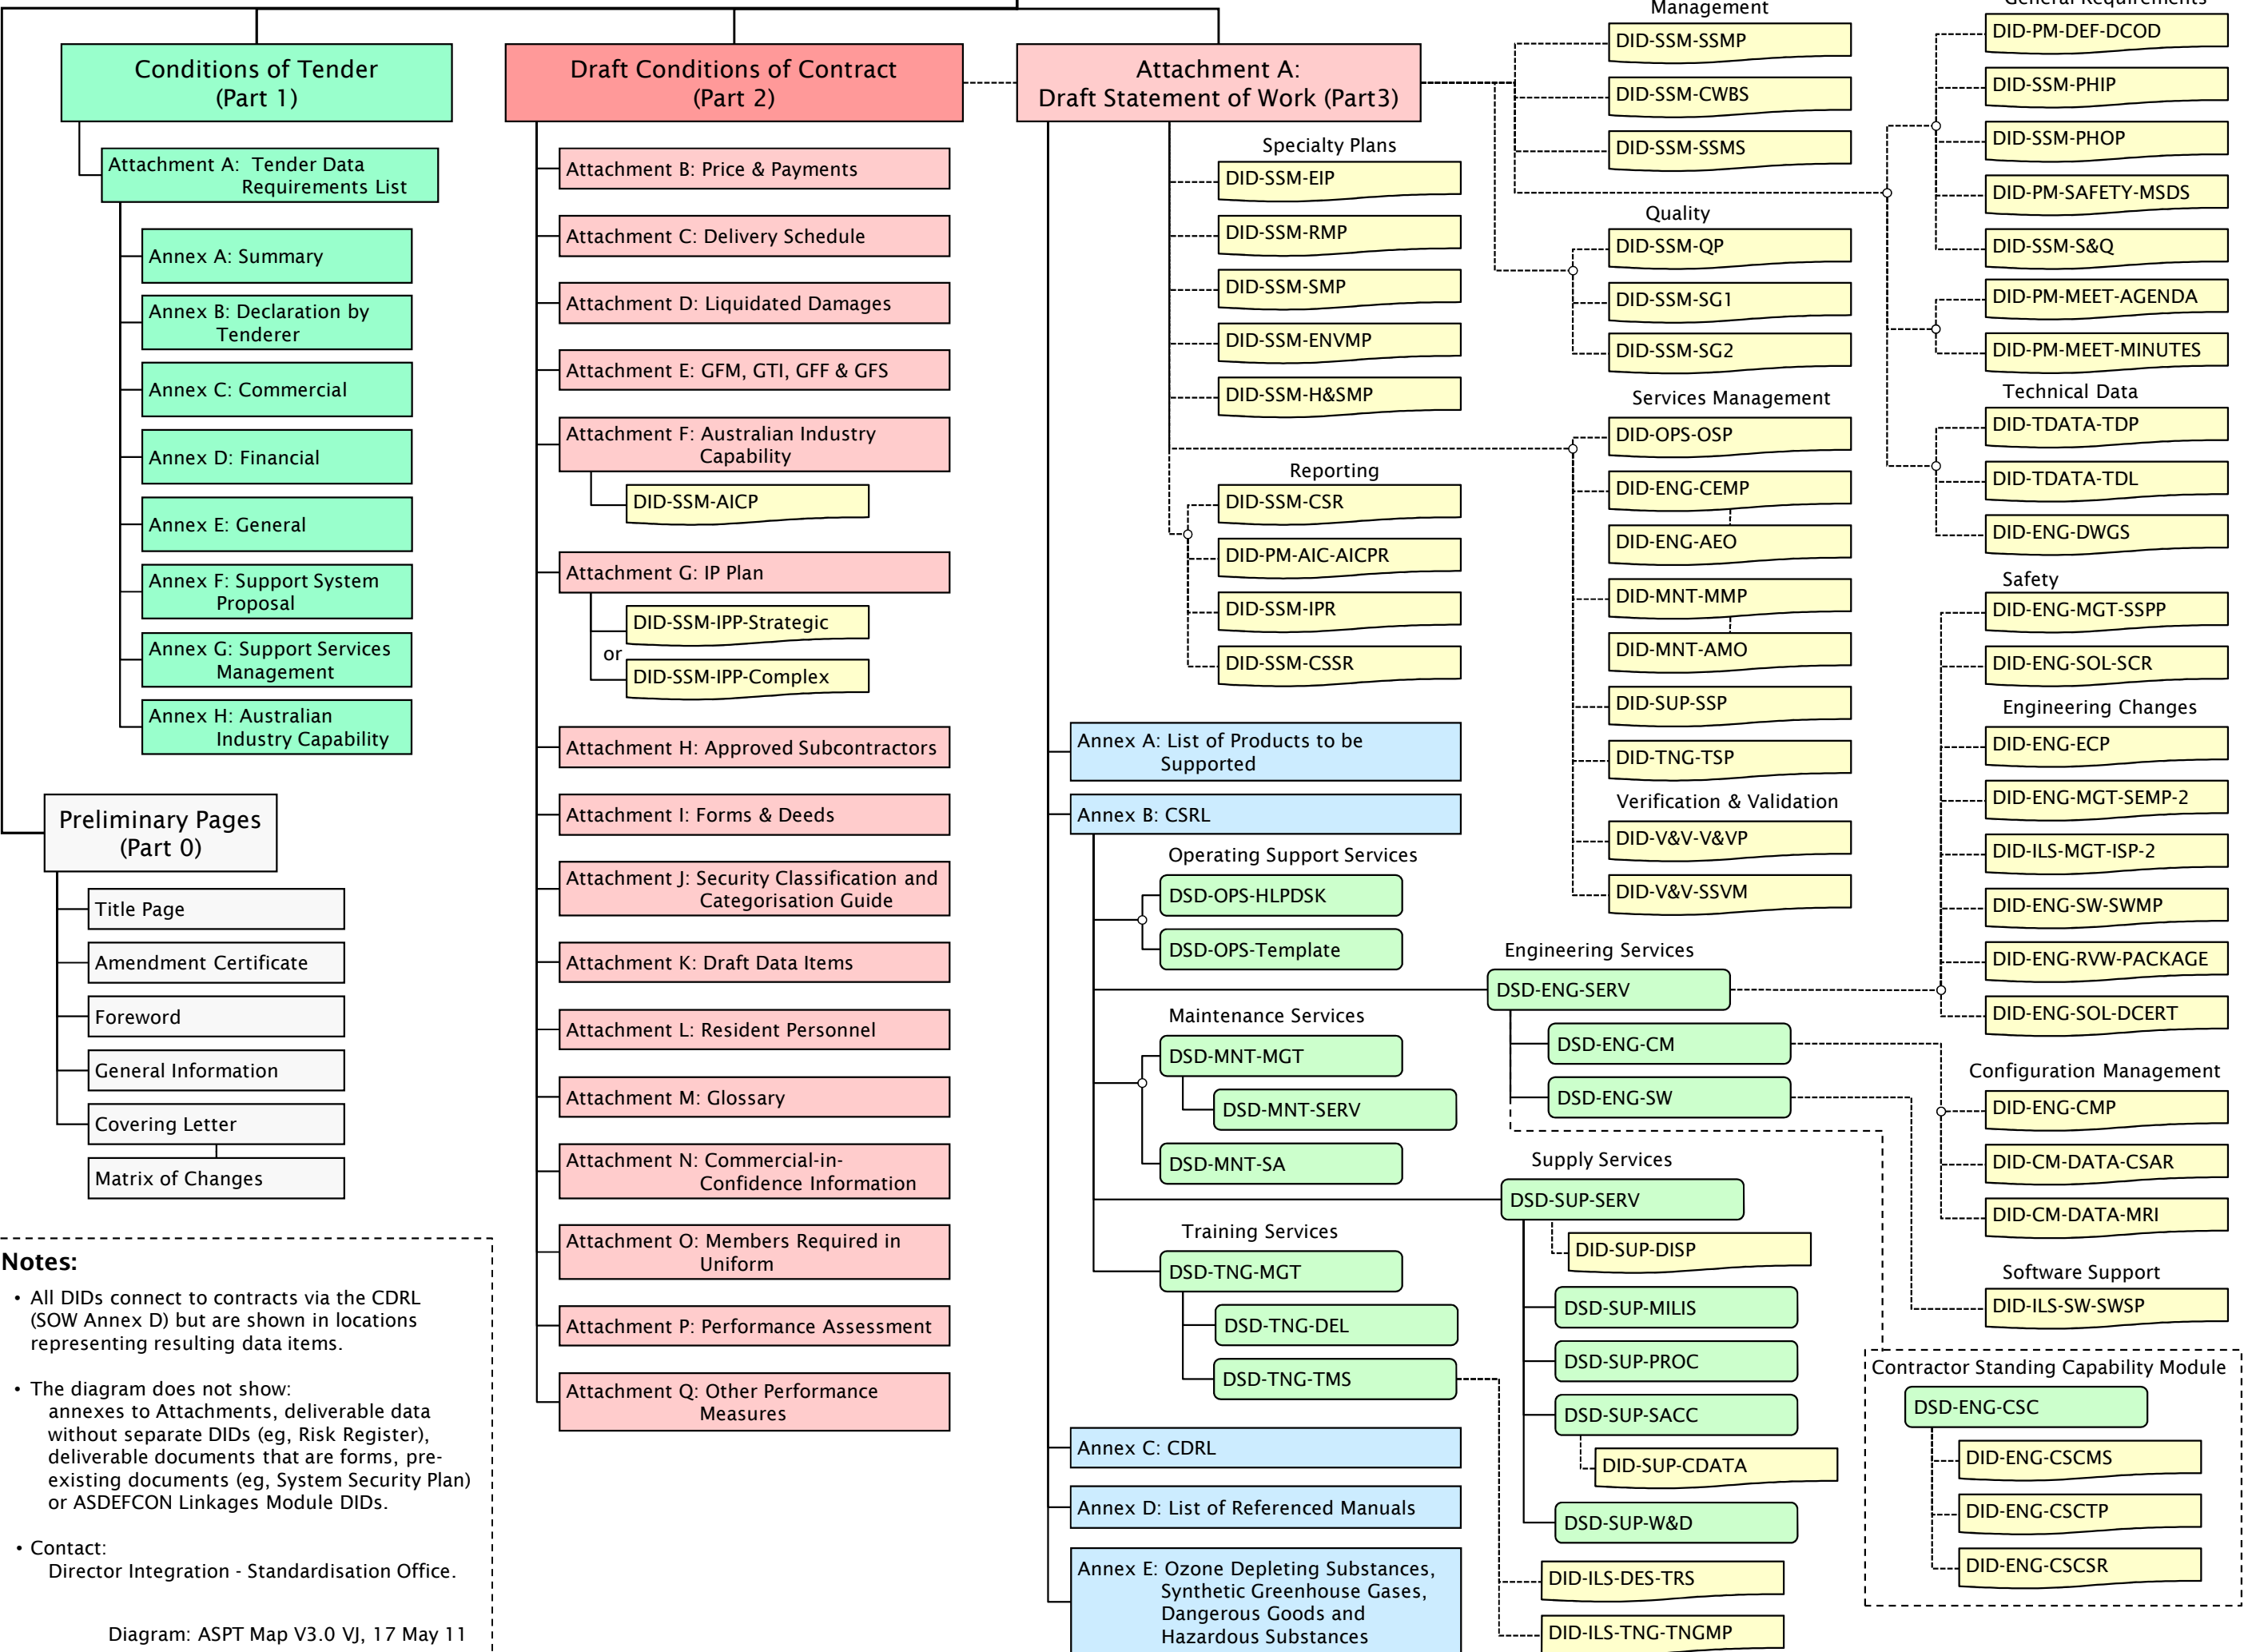 Conditions of Tender
(Part 1)
Attachment A: Tender Data
Requirements List
Annex A: Summary
Annex B: Declaration by
Tenderer
Annex C: Commercial
Annex D: Financial
Annex E: General
Annex F: Support System
Proposal
Annex G: Support Services
Management
Annex H: Australian
Industry Capability
Preliminary Pages
(Part 0)
Title Page
Amendment Certificate
Foreword
General Information
Covering Letter
Matrix of Changes
Notes:
• All DIDs connect to contracts via the CDRL
(SOW Annex D) but are shown in locations
representing resulting data items.
• The diagram does not show:
annexes to Attachments, deliverable data
without separate DIDs (eg, Risk Register),
deliverable documents that are forms, pre-
existing documents (eg, System Security Plan)
or ASDEFCON Linkages Module DIDs.
• Contact:
Director Integration - Standardisation Office.
Diagram: ASPT Map V3.0 VJ, 17 May 11
Draft Conditions of Contract
(Part 2)
Attachment B: Price & Payments
Attachment C: Delivery Schedule
Attachment D: Liquidated Damages
Attachment E: GFM, GTI, GFF & GFS
Attachment F: Australian Industry
Capability
DID-SSM-AICP
Attachment G: IP Plan
DID-SSM-IPP-Strategic
or
DID-SSM-IPP-Complex
Attachment H: Approved Subcontractors
Attachment I: Forms & Deeds
Attachment J: Security Classification and
Categorisation Guide
Attachment K: Draft Data Items
Attachment L: Resident Personnel
Attachment M: Glossary
Attachment N: Commercial-in-
Confidence Information
Attachment O: Members Required in
Uniform
Attachment P: Performance Assessment
Attachment Q: Other Performance
Measures
Attachment A:
Draft Statement of Work (Part3)
Specialty Plans
DID-SSM-EIP
DID-SSM-RMP
DID-SSM-SMP
DID-SSM-ENVMP
DID-SSM-H&SMP
Reporting
DID-SSM-CSR
DID-PM-AIC-AICPR
DID-SSM-IPR
DID-SSM-CSSR
Annex A: List of Products to be
Supported
Annex B: CSRL
Operating Support Services
DSD-OPS-HLPDSK
DSD-OPS-Template
Maintenance Services
DSD-MNT-MGT
DSD-MNT-SERV
DSD-MNT-SA
Training Services
DSD-TNG-MGT
DSD-TNG-DEL
DSD-TNG-TMS
Annex C: CDRL
Annex D: List of Referenced Manuals
Annex E: Ozone Depleting Substances,
Synthetic Greenhouse Gases,
Dangerous Goods and
Hazardous Substances
Management
DID-SSM-SSMP
DID-SSM-CWBS
DID-SSM-SSMS
Quality
DID-SSM-QP
DID-SSM-SG1
DID-SSM-SG2
Services Management
DID-OPS-OSP
DID-ENG-CEMP
DID-ENG-AEO
DID-MNT-MMP
DID-MNT-AMO
DID-SUP-SSP
DID-TNG-TSP
Verification & Validation
DID-V&V-V&VP
DID-V&V-SSVM
Engineering Services
DSD-ENG-SERV
DSD-ENG-CM
DSD-ENG-SW
Supply Services
DSD-SUP-SERV
DID-SUP-DISP
DSD-SUP-MILIS
DSD-SUP-PROC
DSD-SUP-SACC
DID-SUP-CDATA
DSD-SUP-W&D
DID-ILS-DES-TRS
DID-ILS-TNG-TNGMP
General Requirements
DID-PM-DEF-DCOD
DID-SSM-PHIP
DID-SSM-PHOP
DID-PM-SAFETY-MSDS
DID-SSM-S&Q
DID-PM-MEET-AGENDA
DID-PM-MEET-MINUTES
Technical Data
DID-TDATA-TDP
DID-TDATA-TDL
DID-ENG-DWGS
Safety
DID-ENG-MGT-SSPP
DID-ENG-SOL-SCR
Engineering Changes
DID-ENG-ECP
DID-ENG-MGT-SEMP-2
DID-ILS-MGT-ISP-2
DID-ENG-SW-SWMP
DID-ENG-RVW-PACKAGE
DID-ENG-SOL-DCERT
Configuration Management
DID-ENG-CMP
DID-CM-DATA-CSAR
DID-CM-DATA-MRI
Software Support
DID-ILS-SW-SWSP
Contractor Standing Capability Module
DSD-ENG-CSC
DID-ENG-CSCMS
DID-ENG-CSCTP
DID-ENG-CSCSR